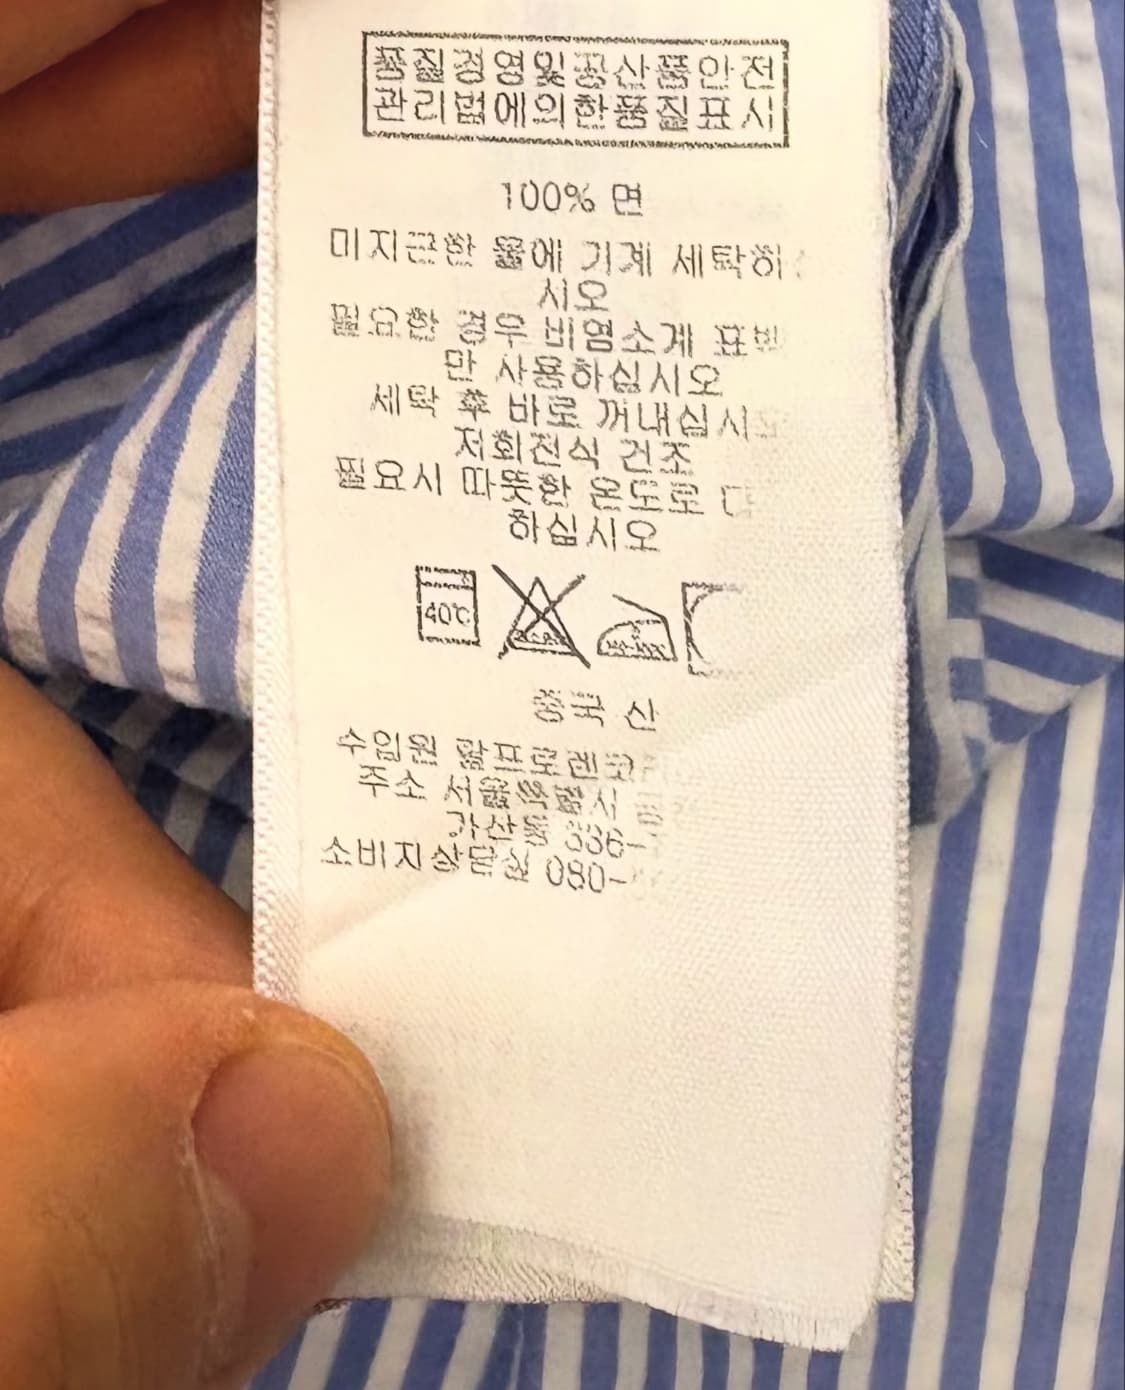 품질경영및공산품안전
관리법에의한품질표시
100% 면
미지근한 물에 기계 세탁하
시오
필요한 경우 비염소계 표백
만 사용하십시오
세탁 후 바로 꺼내십시오
저회전식 건조
필요시 따뜻한 온도로
하십시오
40℃
중국 산
수입원 랄프로렌코리
주소 서울특별시
소비자상담실 080-